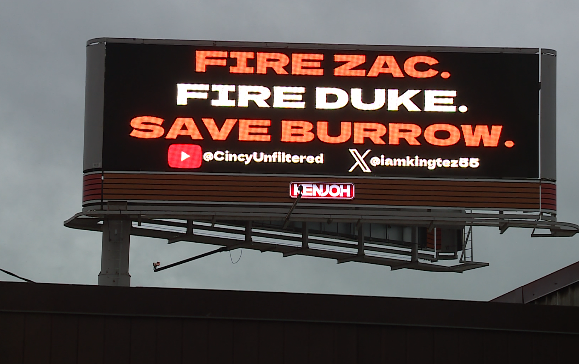 FIRE ZAC.
FIRE DUKE.
SAVE BURROW.
@CincyUnfiltered @iamkingtez55
KENJOH